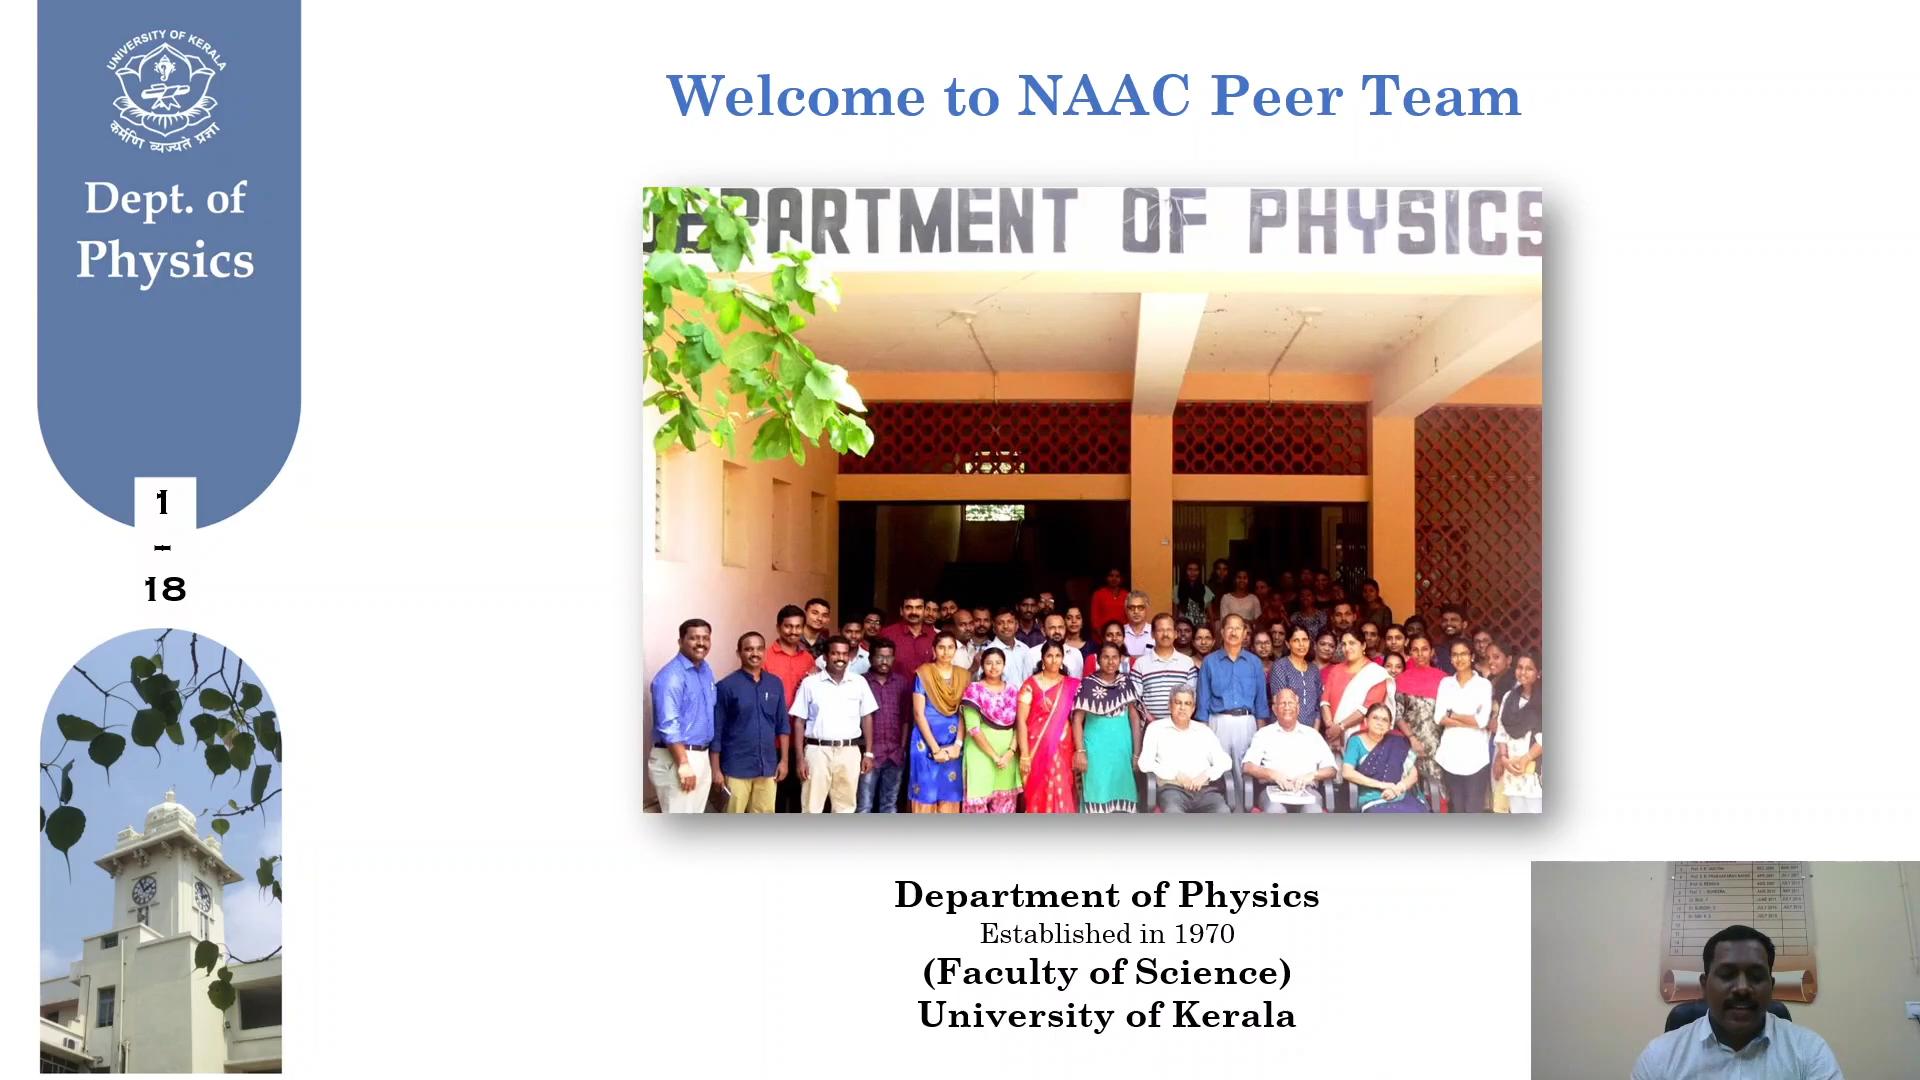 UNIVERSITY OF KERALA
कर्मणि व्यज्यते प्रज्ञा
Dept. of
Physics
1
-
18
Welcome to NAAC Peer Team
DEPARTMENT OF PHYSICS
Department of Physics
Established in 1970
(Faculty of Science)
University of Kerala